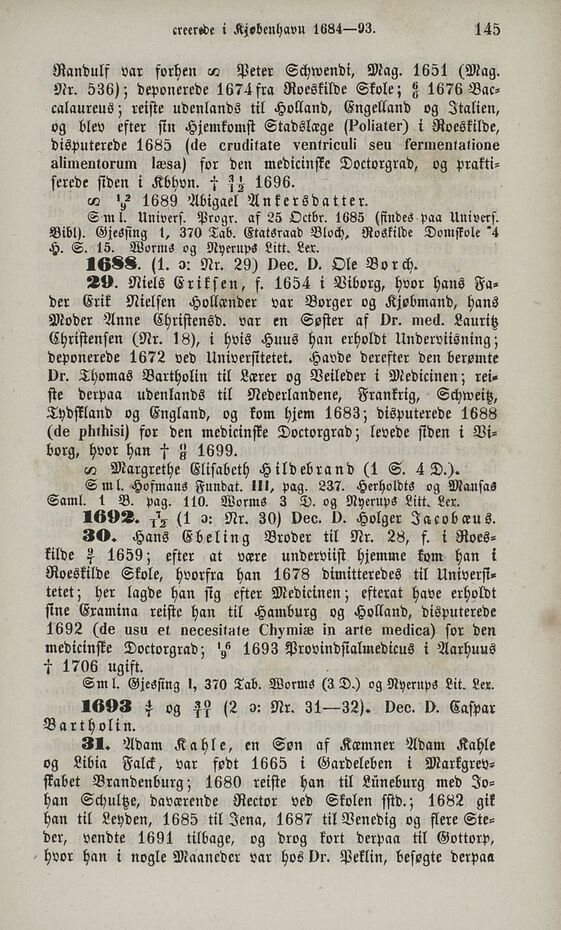 creerede i Kjøbenhavn 1684—93. 145
Randulf var forhen ∞ Peter Schwendi, Mag. 1651 (Mag.
Nr. 536); deponerede 1674 fra Roeskilde Skole; 1676 Bac-
calaureus; reiste udenlands til Holland, Engelland og Italien,
og blev efter sin Hjemkomst Stadslæge (Poliater) i Roeskilde,
disputerede 1685 (de cruditate ventriculi seu fermentatione
alimentorum læsa) for den medicinske Doctorgrad, og prakti-
serede siden i Kbhvn. † 31/12 1696.
∞ 12/9 1689 Abigael Ankersdatter.
Sml. Univers. Progr. af 25 Octbr. 1685 (findes paa Univers.
Bibl). Gjessing 1, 370 Tab. Etatsraad Bloch, Roskilde Domskole 4
H. S. 15. Worms og Nyerups Litt. Lex.
1688. (1. ɔ: Nr. 29) Dec. D. Ole Borch.
29. Niels Eriksen, f. 1654 i Viborg, hvor hans Fa-
der Erik Nielsen Hollænder var Borger og Kjøbmand, hans
Moder Anne Christensd. var en Søster af Dr. med. Lauritz
Christensen (Nr. 18), i hvis Huus han erholdt Underviisning;
deponerede 1672 ved Universitetet. Havde derefter den berømte
Dr. Thomas Bartholin til Lærer og Veileder i Medicinen; rei-
ste derpaa udenlands til Nederlandene, Frankrig, Schweitz,
Tydskland og England, og kom hjem 1683; disputerede 1688
(de phthisi) for den medicinske Doctorgrad; levede siden i Vi-
borg, hvor han † 1699.
∞ Margrethe Elisabeth Hildebrand (1 S. 4 D.).
Sml. Hofmans Fundat. III, pag. 237. Herholdts og Mansas
Saml. 1 B. pag. 110. Worms 3 D. og Nyerups Litt. Lex.
1692. 7/12 (1 ɔ: Nr. 30) Dec. D. Holger Jacobæus.
30. Hans Ebeling Broder til Nr. 28, f. i Roes-
kilde 1659; efter at være underviist hjemme kom han i
Roeskilde Skole, hvorfra han 1678 dimitteredes til Universi-
tetet; her lagde han sig efter Medicinen; efterat have erholdt
sine Examina reiste han til Hamburg og Holland, disputerede
1692 (de usu et necesitate Chymiæ in arte medica) for den
medicinske Doctorgrad; 16/9 1693 Provindsialmedicus i Aarhuus
† 1706 ugift.
Sml. Gjessing 1, 370 Tab. Worms (3 D.) og Nyerups Lit. Lex.
1693 og 30/11 (2 ɔ: Nr. 31—32). Dec. D. Caspar
Bartholin.
31. Adam Kahle, en Søn af Kæmner Adam Kahle
og Libia Falck, var født 1665 i Gardeleben i Markgrev-
skabet Brandenburg; 1680 reiste han til Lüneburg med Jo-
han Schultze, daværende Rector ved Skolen sstd.; 1682 gik
han til Leyden, 1685 til Jena, 1687 til Venedig og flere Ste-
der, vendte 1691 tilbage, og drog kort derpaa til Gottorp,
hvor han i nogle Maaneder var hos Dr. Peklin, besøgte derpaa